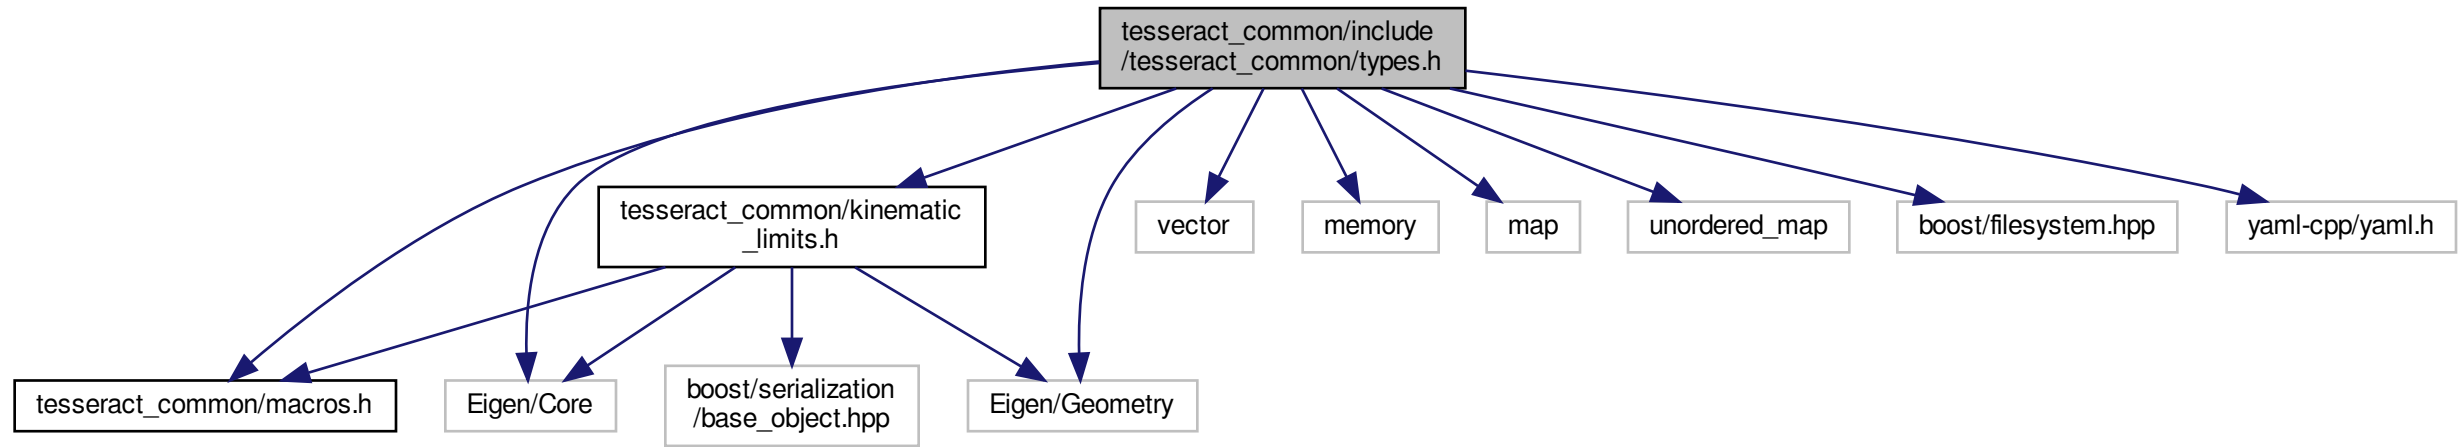 tesseract_common/include
/tesseract_common/types.h
tesseract_common/kinematic
_limits.h
vector
memory
map
unordered_map
boost/filesystem.hpp
yaml-cpp/yaml.h
tesseract_common/macros.h
Eigen/Core
boost/serialization
/base_object.hpp
Eigen/Geometry